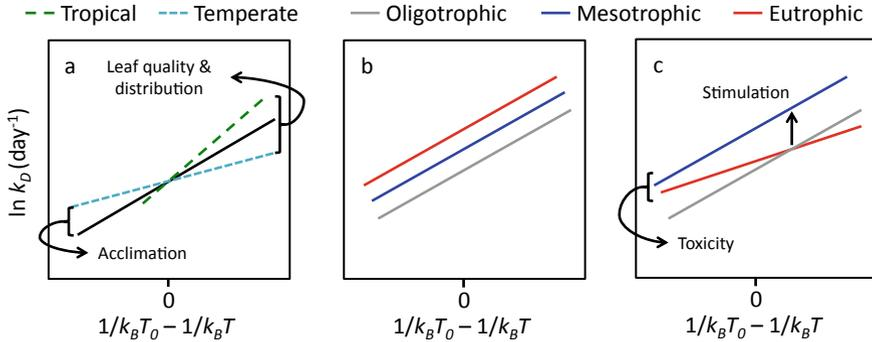 Tropical Temperate Oligotrophic Mesotrophic Eutrophic
a
Leaf quality &
distribution
Acclimation
ln k_D (day⁻¹)
0
1/k_BT_0 – 1/k_BT
b
0
1/k_BT_0 – 1/k_BT
c
Stimulation
Toxicity
0
1/k_BT_0 – 1/k_BT